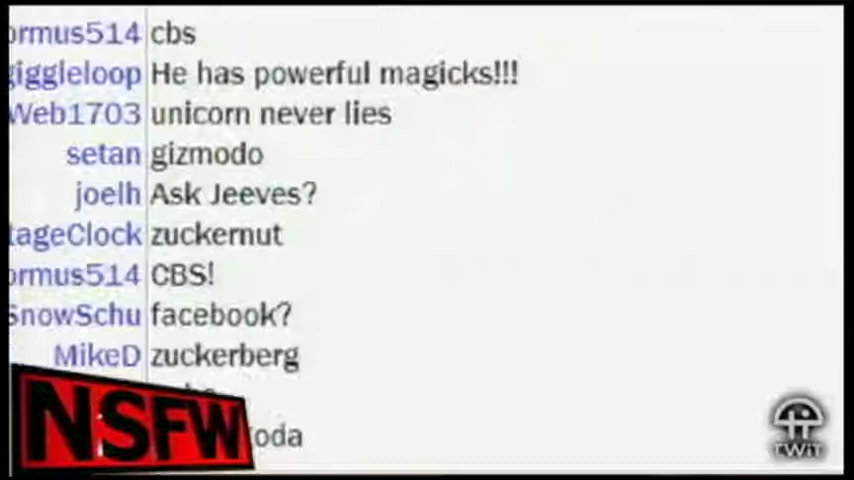 ormus514 cbs
giggleloop He has powerful magicks!!!
Web1703 unicorn never lies
setan gizmodo
joelh Ask Jeeves?
tageClock zuckernut
ormus514 CBS!
SnowSchu facebook?
MikeD zuckerberg
oda
NSFW
TWiT